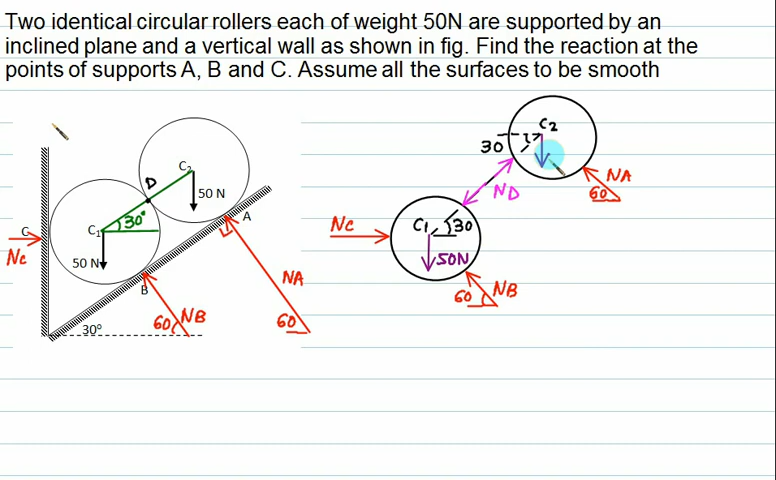 Two identical circular rollers each of weight 50N are supported by an
inclined plane and a vertical wall as shown in fig. Find the reaction at the
points of supports A, B and C. Assume all the surfaces to be smooth
C2
30
C2
D
50 N
NA
60
ND
C1
30°
A
C
Nc
Nc
C1
30
50 N
50N
NA
B
60
NB
60
NB
60
30°